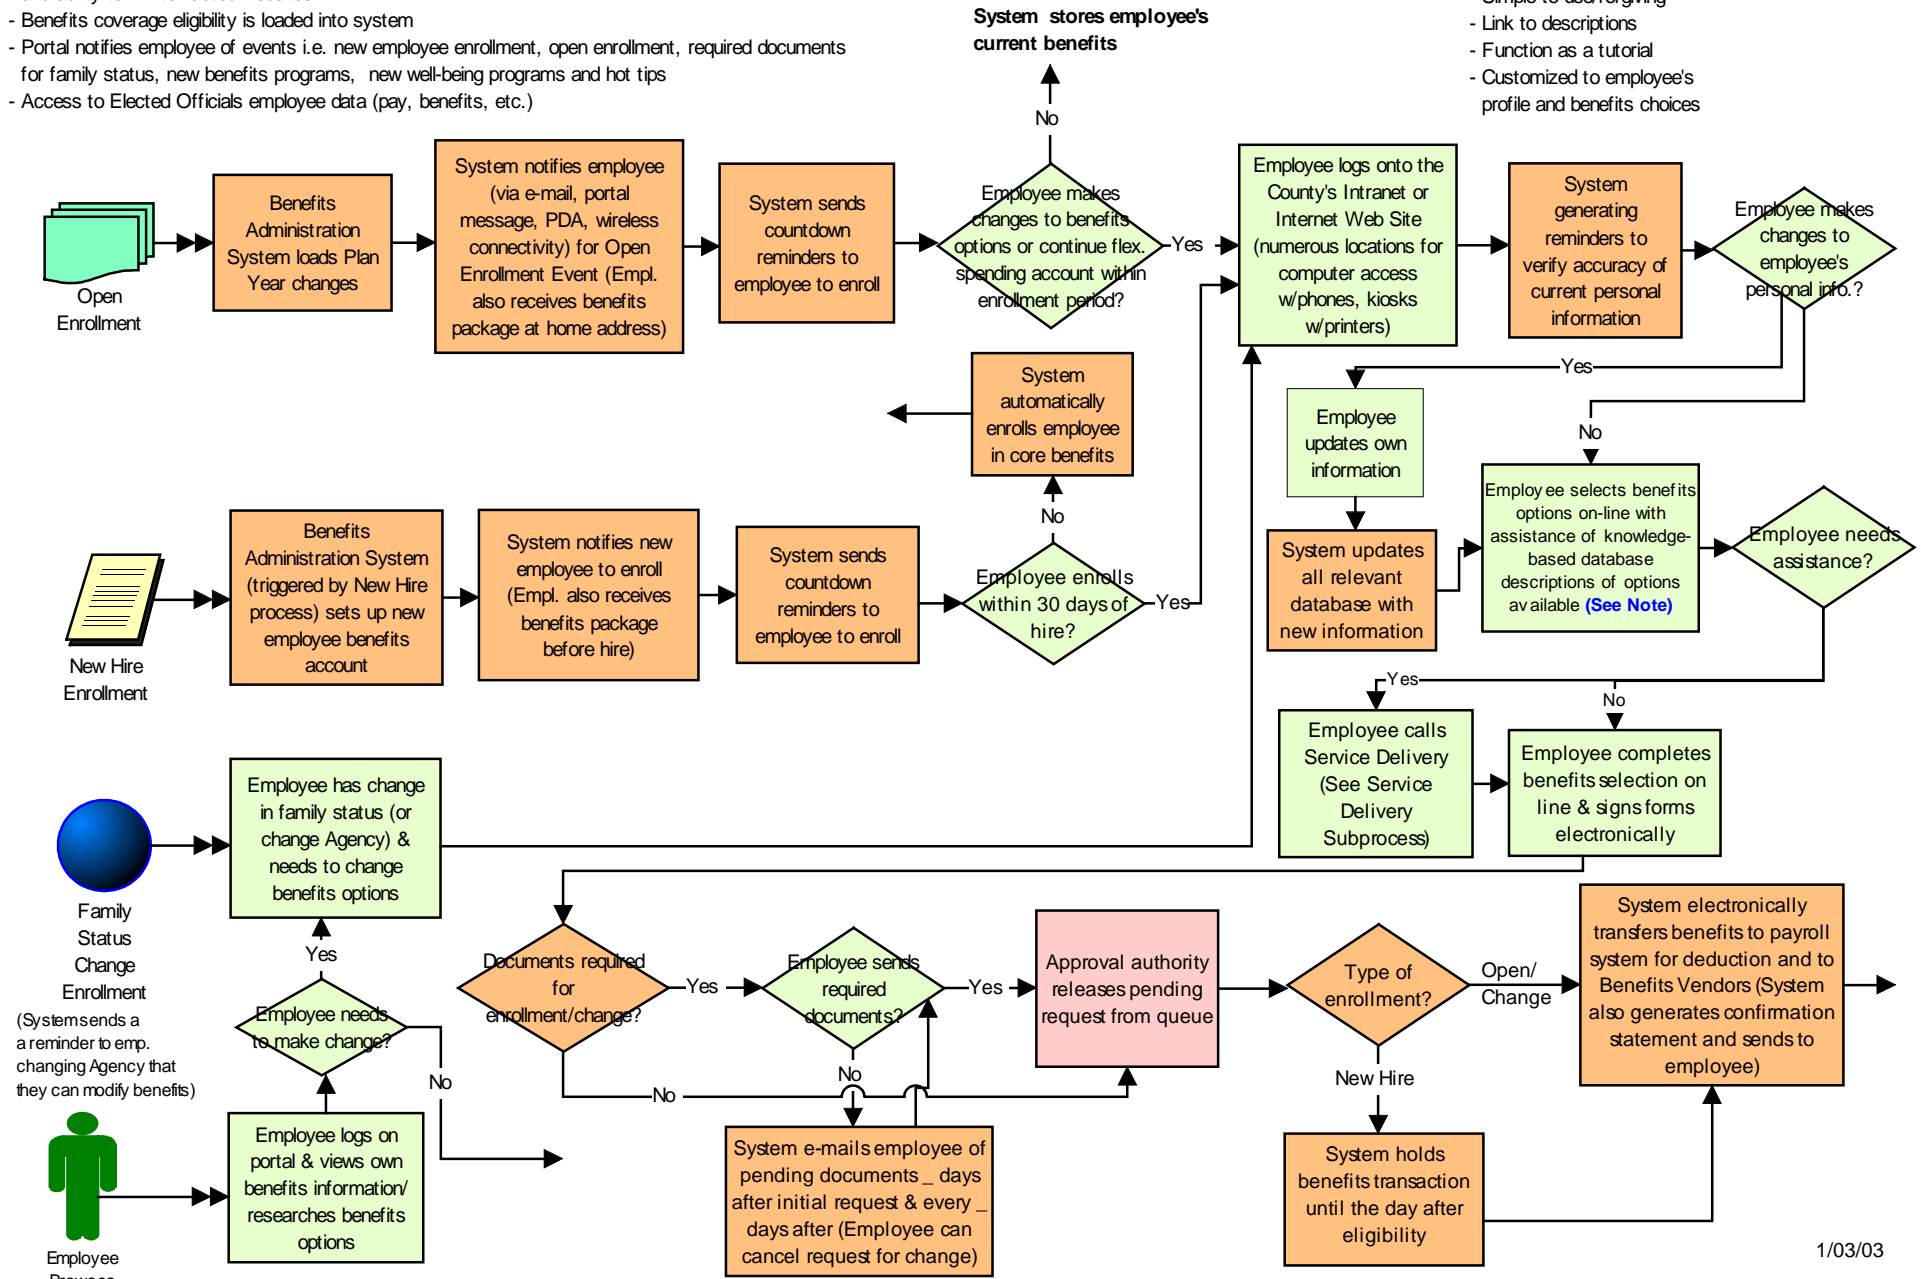 - Benefits coverage eligibility is loaded into system
- Portal notifies employee of events i.e. new employee enrollment, open enrollment, required documents
for family status, new benefits programs, new well-being programs and hot tips
- Access to Elected Officials employee data (pay, benefits, etc.)
System stores employee's
current benefits
- Simple to use/forgiving
- Link to descriptions
- Function as a tutorial
- Customized to employee's
profile and benefits choices
No
Open
Enrollment
Benefits
Administration
System loads Plan
Year changes
System notifies employee
(via e-mail, portal
message, PDA, wireless
connectivity) for Open
Enrollment Event (Empl.
also receives benefits
package at home address)
System sends
countdown
reminders to
employee to enroll
Employee makes
changes to benefits
options or continue flex.
spending account within
enrollment period?
Yes
Employee logs onto the
County's Intranet or
Internet Web Site
(numerous locations for
computer access
w/phones, kiosks
w/printers)
System
generating
reminders to
verify accuracy of
current personal
information
Employee makes
changes to
employee's
personal info.?
Yes
No
System
automatically
enrolls employee
in core benefits
No
Employee
updates own
information
System updates
all relevant
database with
new information
Employee selects benefits
options on-line with
assistance of knowledge-
based database
descriptions of options
available (See Note)
Employee needs
assistance?
New Hire
Enrollment
Benefits
Administration System
(triggered by New Hire
process) sets up new
employee benefits
account
System notifies new
employee to enroll
(Empl. also receives
benefits package
before hire)
System sends
countdown
reminders to
employee to enroll
Employee enrolls
within 30 days of
hire?
Yes
Yes
No
Employee calls
Service Delivery
(See Service
Delivery
Subprocess)
Employee completes
benefits selection on
line & signs forms
electronically
Family
Status
Change
Enrollment
(System sends a
a reminder to emp.
changing Agency that
they can modify benefits)
Employee has change
in family status (or
change Agency) &
needs to change
benefits options
Yes
Employee needs
to make change?
No
Employee logs on
portal & views own
benefits information/
researches benefits
options
Employee
Documents required
for
enrollment/change?
Yes
No
Employee sends
required
documents?
Yes
No
System e-mails employee of
pending documents _ days
after initial request & every _
days after (Employee can
cancel request for change)
Approval authority
releases pending
request from queue
Type of
enrollment?
Open/
Change
New Hire
System holds
benefits transaction
until the day after
eligibility
System electronically
transfers benefits to payroll
system for deduction and to
Benefits Vendors (System
also generates confirmation
statement and sends to
employee)
1/03/03